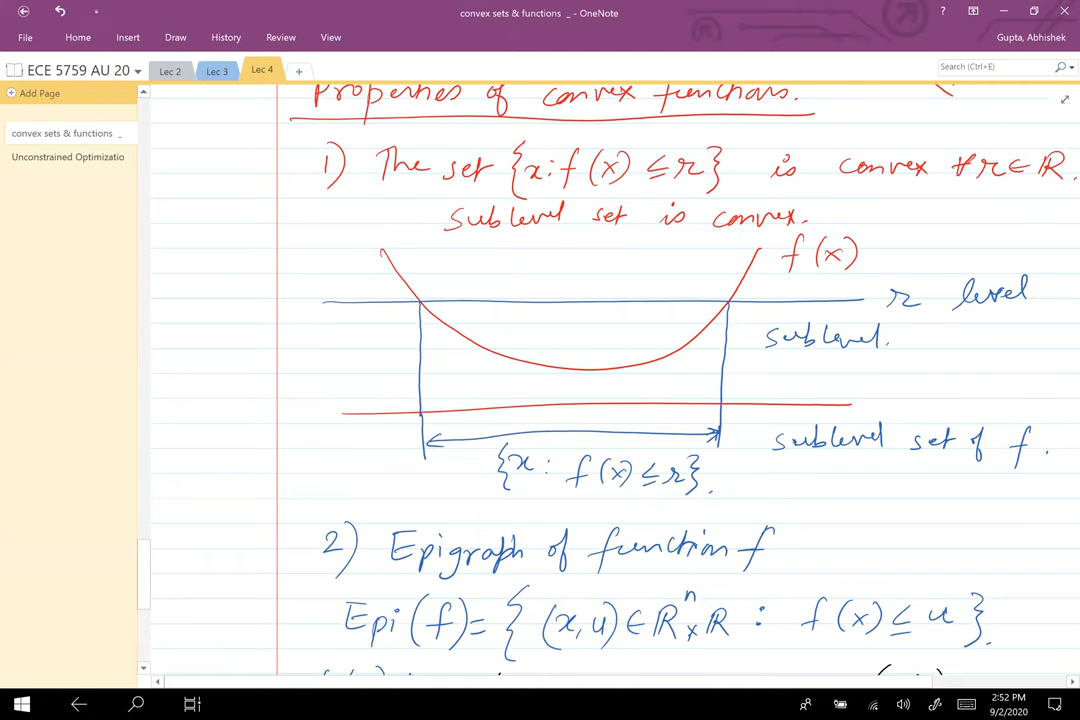 convex sets & functions _ - OneNote
?
File Home Insert Draw History Review View
Gupta, Abhishek
ECE 5759 AU 20
Lec 2 Lec 3 Lec 4 +
Search (Ctrl+E)
Add Page
convex sets & functions _
Unconstrained Optimizatio
Properties of convex functions.
1) The set {x: f(x) ≤ r} is convex ∀ r ∈ ℝ.
Sublevel set is convex.
f(x)
r level
sublevel.
sublevel set of f.
{x: f(x) ≤ r}.
2) Epigraph of function f
Epi(f) = { (x, u) ∈ ℝⁿ × ℝ : f(x) ≤ u }.
2:52 PM
9/2/2020